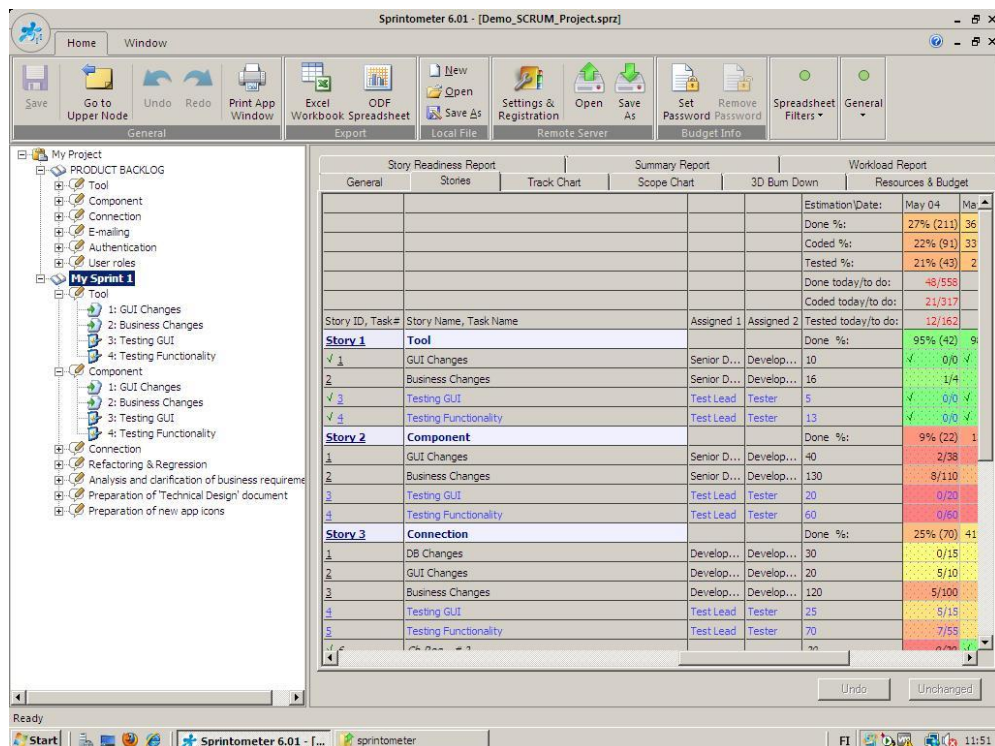 Sprintometer 6.01 - [Demo_SCRUM_Project.sprz]
Home Window
Save Go to Upper Node Undo Redo Print App Window
General
Excel Workbook ODF Spreadsheet
Export
New
Open
Save As
Local File
Settings & Registration Open Save As
Remote Server
Set Password Remove Password
Budget Info
Spreadsheet Filters
General
My Project
PRODUCT BACKLOG
Tool
Component
Connection
E-mailing
Authentication
User roles
My Sprint 1
Tool
1: GUI Changes
2: Business Changes
3: Testing GUI
4: Testing Functionality
Component
1: GUI Changes
2: Business Changes
3: Testing GUI
4: Testing Functionality
Connection
Refactoring & Regression
Analysis and clarification of business requireme
Preparation of 'Technical Design' document
Preparation of new app icons
Story Readiness Report Summary Report Workload Report
General Stories Track Chart Scope Chart 3D Burn Down Resources & Budget
Estimation\Date: May 04 Ma
Done %: 27% (211) 36
Coded %: 22% (91) 33
Tested %: 21% (43) 2
Done today/to do: 48/558
Coded today/to do: 21/317
Story ID, Task# Story Name, Task Name Assigned 1 Assigned 2 Tested today/to do: 12/162
Story 1 Tool Done %: 95% (42) 9
√ 1 GUI Changes Senior D... Develop... 10 √ 0/0 √
2 Business Changes Senior D... Develop... 16 1/4
√ 3 Testing GUI Test Lead Tester 5 √ 0/0 √
√ 4 Testing Functionality Test Lead Tester 13 √ 0/0 √
Story 2 Component Done %: 9% (22) 1
1 GUI Changes Senior D... Develop... 40 2/38
2 Business Changes Senior D... Develop... 130 8/110
3 Testing GUI Test Lead Tester 20 0/20
4 Testing Functionality Test Lead Tester 60 0/60
Story 3 Connection Done %: 25% (70) 41
1 DB Changes Develop... Develop... 30 0/15
2 GUI Changes Develop... Develop... 20 5/10
3 Business Changes Develop... Develop... 120 5/100
4 Testing GUI Test Lead Tester 25 5/15
5 Testing Functionality Test Lead Tester 70 7/55
Undo Unchanged
Ready
Start Sprintometer 6.01 - [... sprintometer FI 11:51